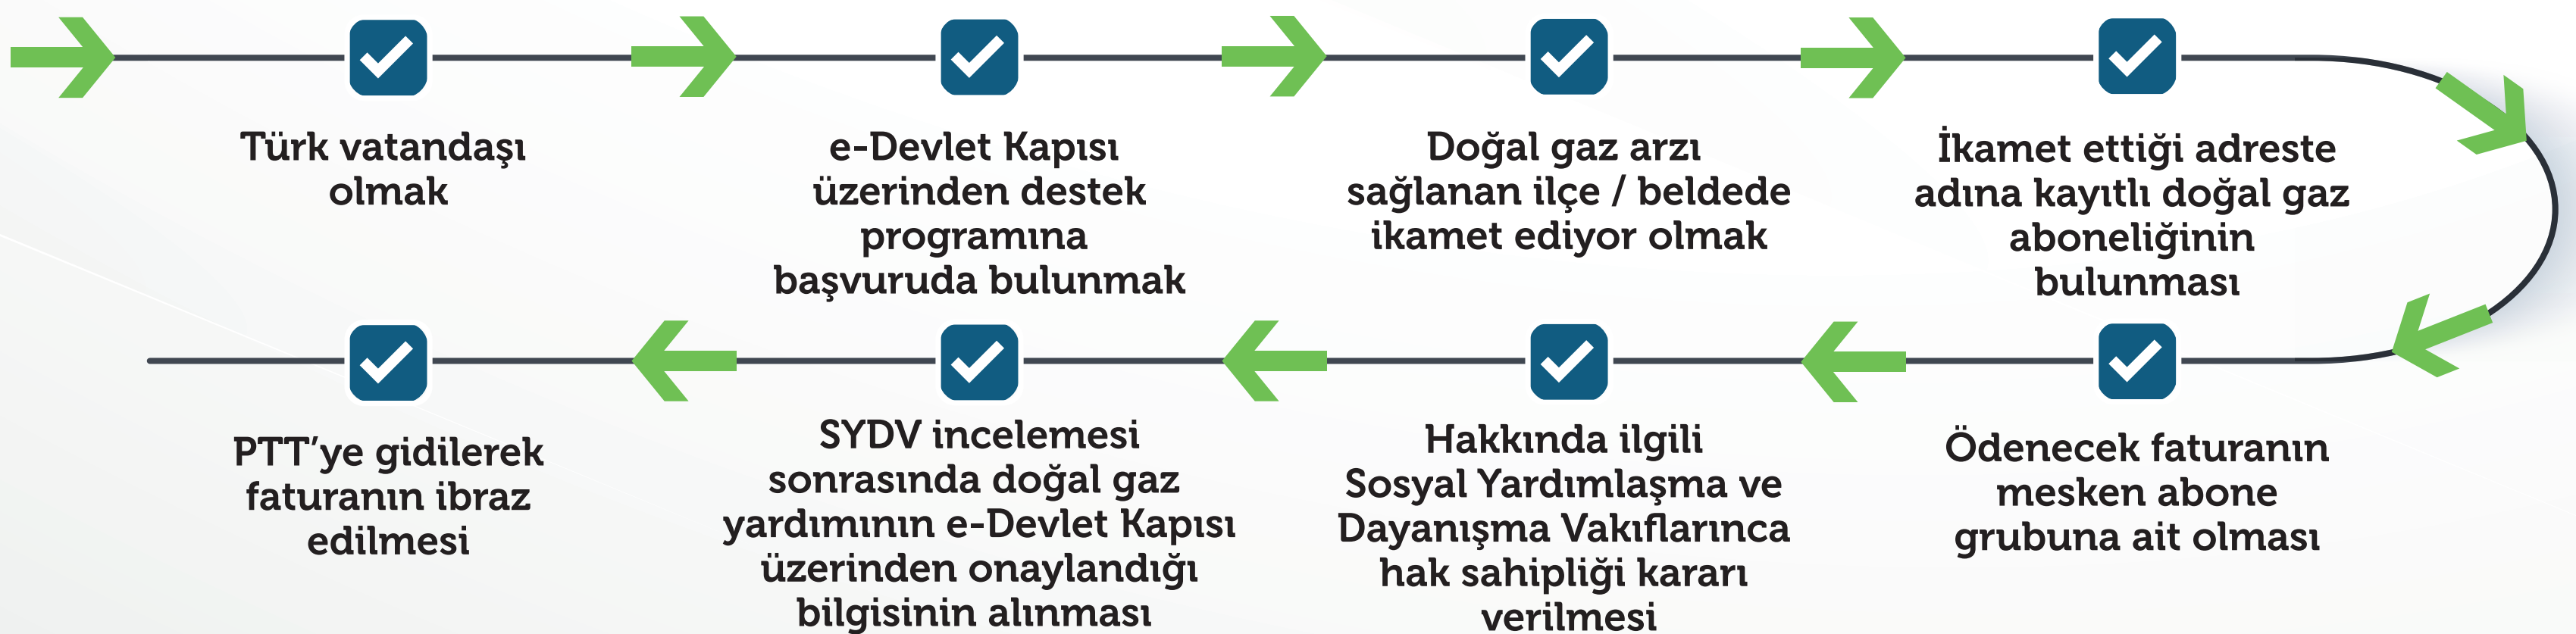 Türk vatandaşı
olmak
e-Devlet Kapısı
üzerinden destek
programına
başvuruda bulunmak
Doğal gaz arzı
sağlanan ilçe / beldede
ikamet ediyor olmak
İkamet ettiği adreste
adına kayıtlı doğal gaz
aboneliğinin
bulunması
Ödenecek faturanın
mesken abone
grubuna ait olması
Hakkında ilgili
Sosyal Yardımlaşma ve
Dayanışma Vakıflarınca
hak sahipliği kararı
verilmesi
SYDV incelemesi
sonrasında doğal gaz
yardımının e-Devlet Kapısı
üzerinden onaylandığı
bilgisinin alınması
PTT’ye gidilerek
faturanın ibraz
edilmesi